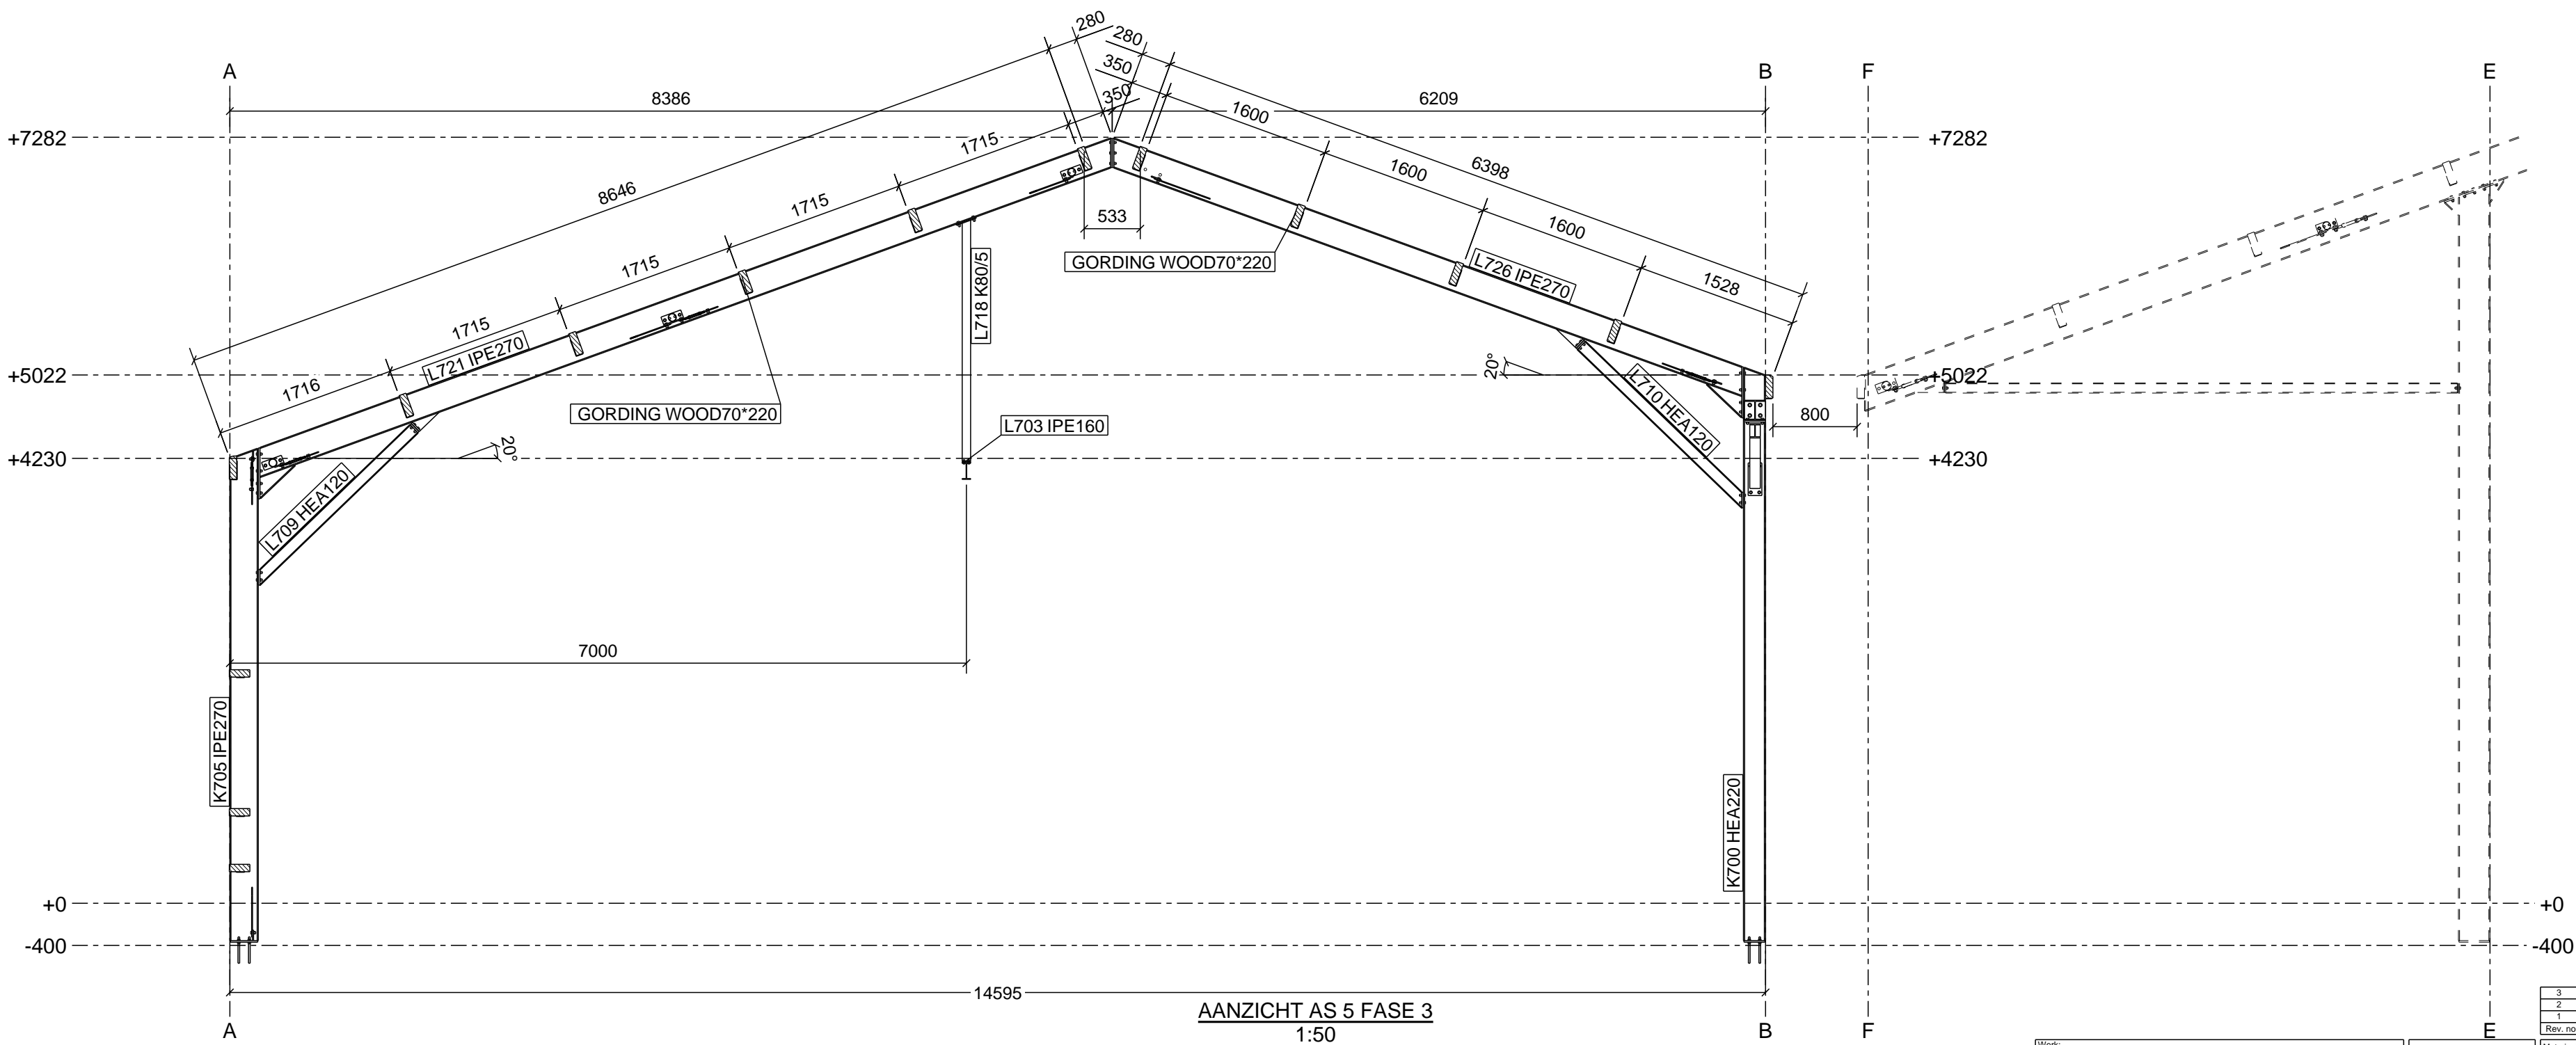 280
280
350
350
A
B
F
E
8386
6209
+7282
+7282
8646
1715
1715
1715
1715
1716
1600
1600
1600
1528
6398
533
GORDING WOOD70*220
L718 K80/5
L726 IPE270
L721 IPE270
20°
+5022
+5022
GORDING WOOD70*220
L703 IPE160
L710 HEA120
800
+4230
20°
+4230
L709 HEA120
7000
K705 IPE270
K700 HEA220
+0
+0
-400
-400
14595
AANZICHT AS 5 FASE 3
1:50
A
B
F
E
3
2
1
Rev. no
Work: